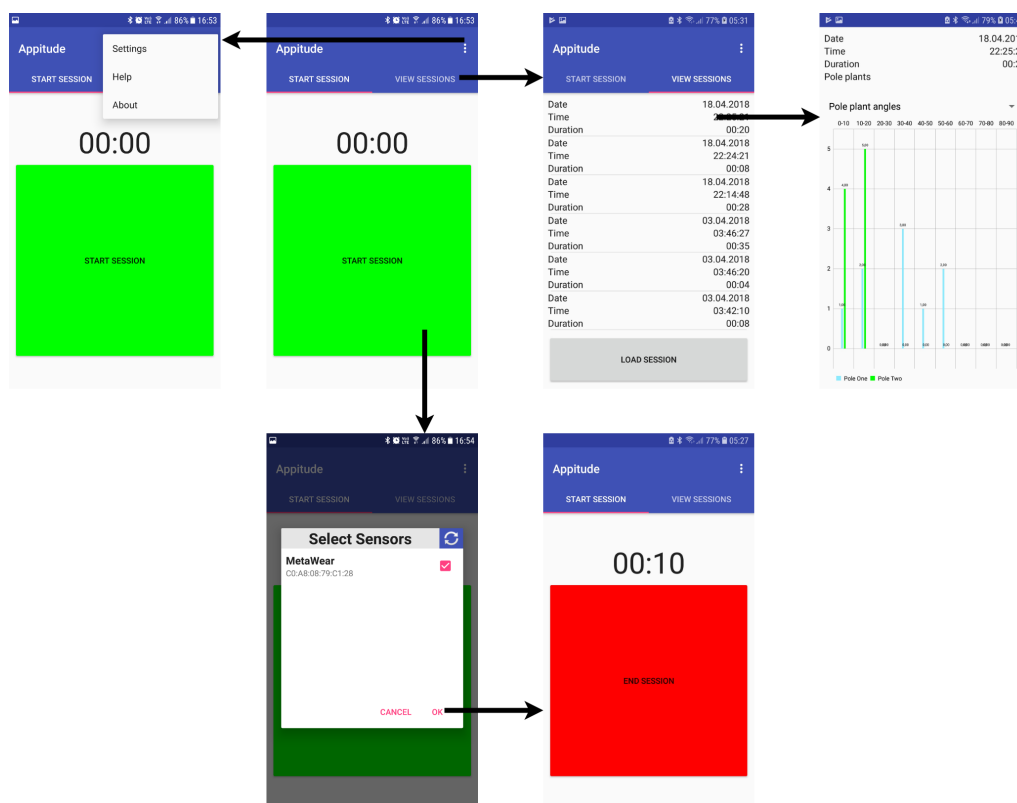 86% 16:53
Appitude
START SESSION
Settings
Help
About
00:00
START SESSION
86% 16:53
Appitude
START SESSION VIEW SESSIONS
00:00
START SESSION
77% 05:31
Appitude
START SESSION VIEW SESSIONS
Date 18.04.2018
Time
Duration 00:20
Date 18.04.2018
Time 22:24:21
Duration 00:08
Date 18.04.2018
Time 22:14:48
Duration 00:28
Date 03.04.2018
Time 03:46:27
Duration 00:35
Date 03.04.2018
Time 03:46:20
Duration 00:04
Date 03.04.2018
Time 03:42:10
Duration 00:08
LOAD SESSION
79%
Date
Time
Duration
Pole plants
Pole plant angles
0-10 10-20 20-30 30-40 40-50 50-60 60-70 70-80 80-90
5
4
3
2
1
0
Pole One Pole Two
86% 16:54
Appitude
START SESSION VIEW SESSIONS
Select Sensors
MetaWear
C0:A8:08:79:C1:28
CANCEL OK
77% 05:27
Appitude
START SESSION VIEW SESSIONS
00:10
END SESSION